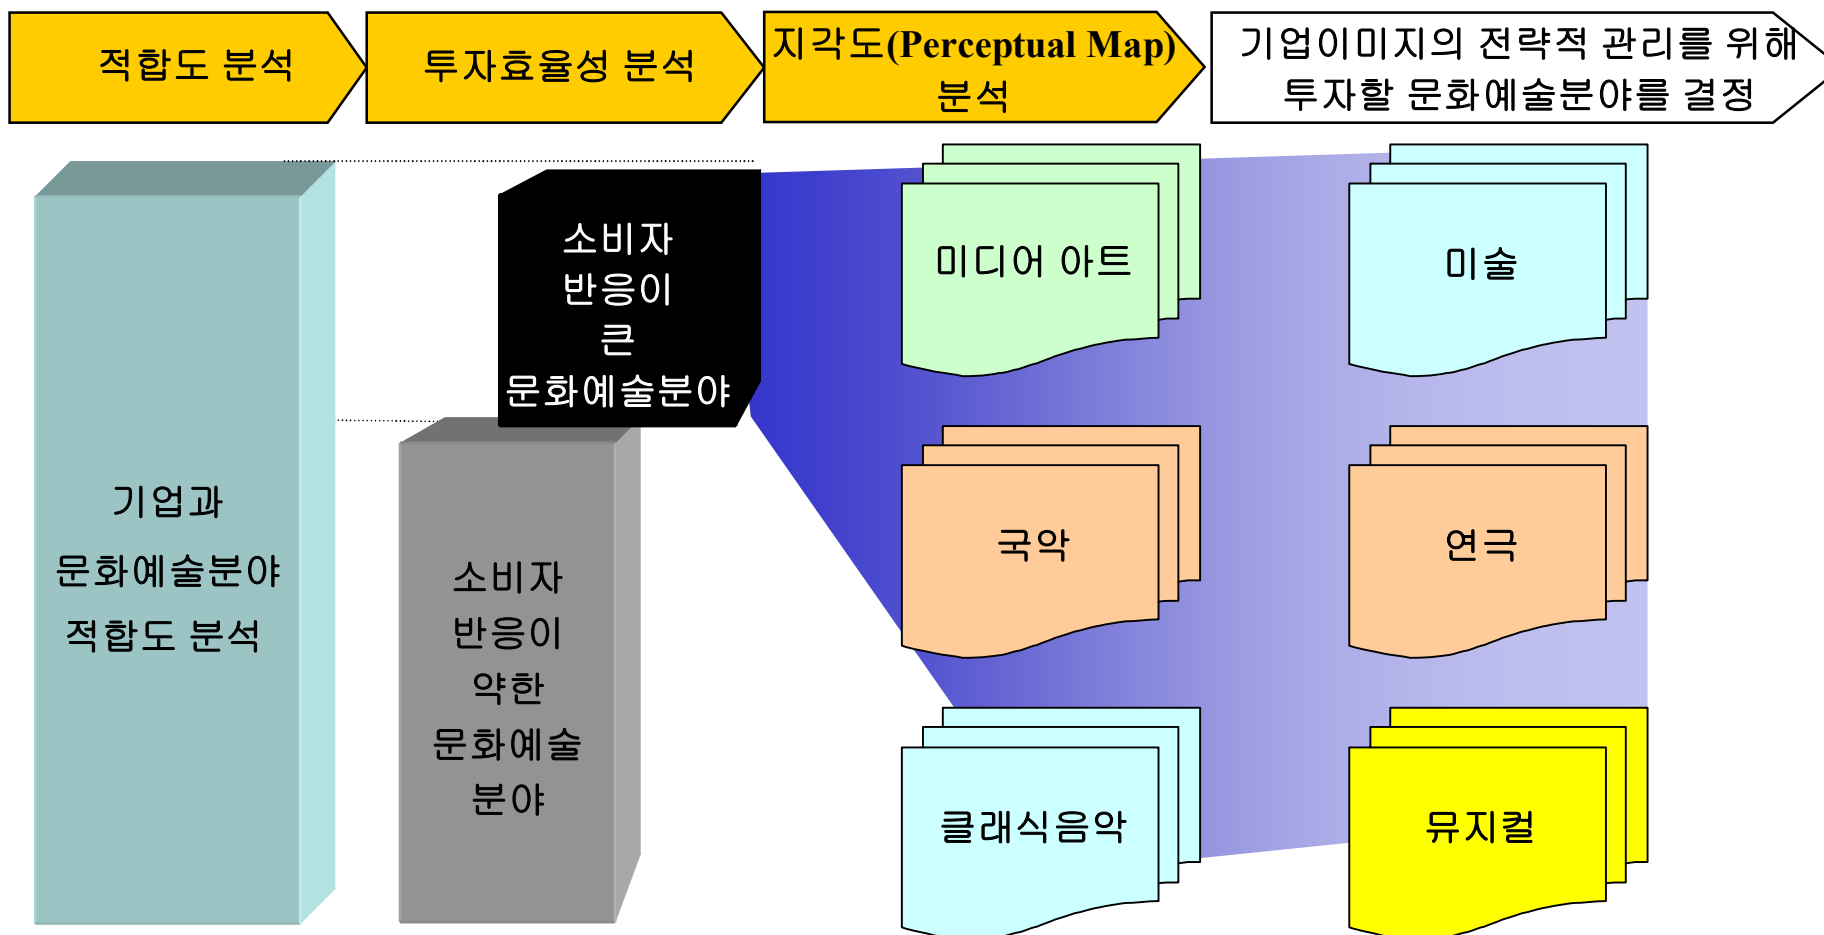 적합도 분석
투자효율성 분석
지각도(Perceptual Map)
분석
기업이미지의 전략적 관리를 위해
투자할 문화예술분야를 결정
기업과
문화예술분야
적합도 분석
소비자
반응이
큰
문화예술분야
소비자
반응이
약한
문화예술
분야
미디어 아트
미술
국악
연극
클래식음악
뮤지컬